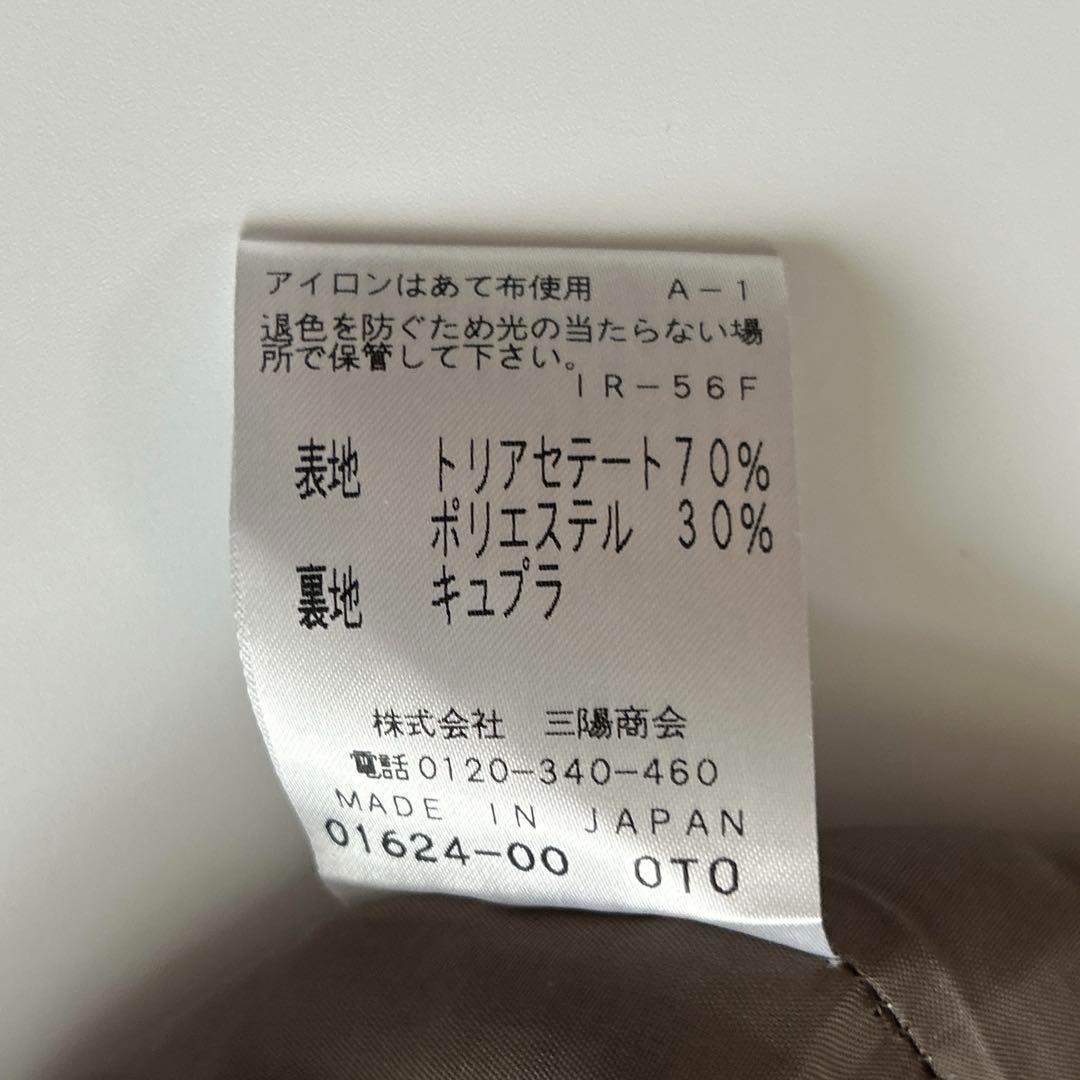 アイロンはあて布使用 A-1
退色を防ぐため光の当たらない場
所で保管して下さい。
IR-56F
表地 トリアセテート70%
ポリエステル 30%
裏地 キュプラ
株式会社 三陽商会
電話0120-340-460
MADE IN JAPAN
01624-00 OTO